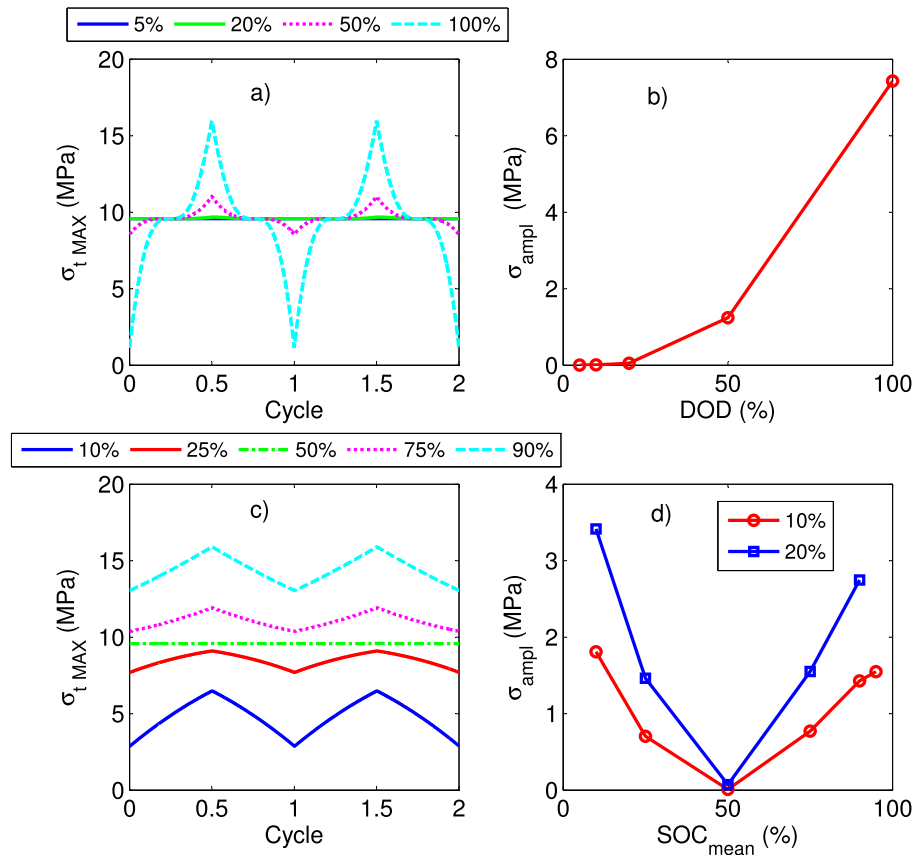 5% 20% 50% 100%
a)
20
15
10
5
0
σt MAX (MPa)
0 0.5 1 1.5 2
Cycle
b)
8
6
4
2
0
σampl (MPa)
0 50 100
DOD (%)
10% 25% 50% 75% 90%
c)
20
15
10
5
0
σt MAX (MPa)
0 0.5 1 1.5 2
Cycle
d)
10%
20%
4
3
2
1
0
σampl (MPa)
0 50 100
SOCmean (%)